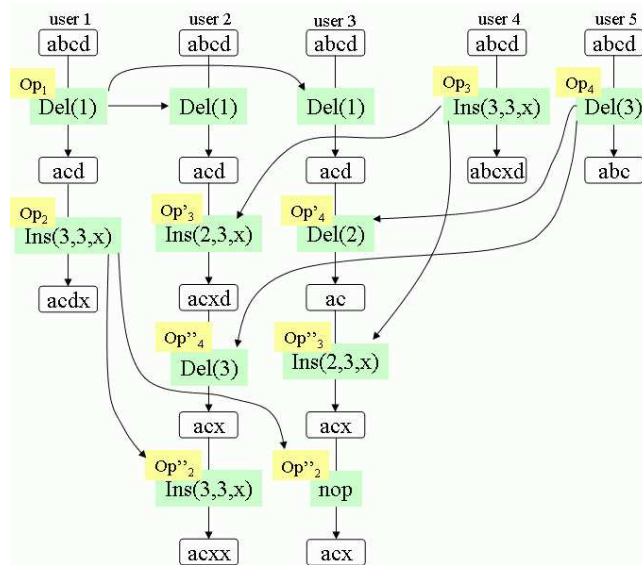 user 1 user 2 user 3 user 4 user 5
abcd abcd abcd abcd abcd
Op1 Op3 Op4
Del(1) Del(1) Del(1) Ins(3,3,x) Del(3)
acd acd acd abcxd abc
Op2 Op'3 Op'4
Ins(3,3,x) Ins(2,3,x) Del(2)
acdx acxd ac
Op''4 Op''3
Del(3) Ins(2,3,x)
acx acx
Op''2 Op''2
Ins(3,3,x) nop
acxx acx